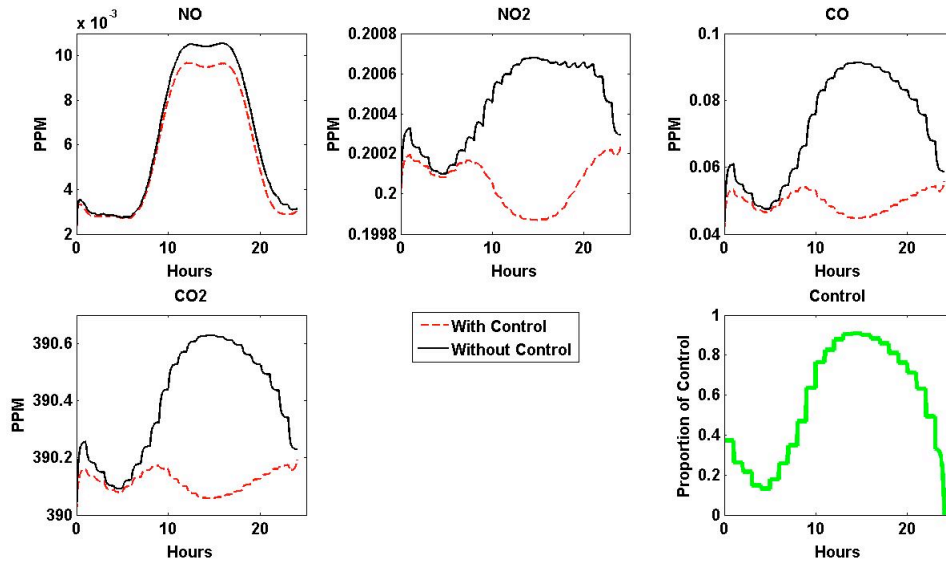 NO
x 10⁻³
10
8
6
4
2
PPM
0
10
20
Hours
NO2
0.2008
0.2006
0.2004
0.2002
0.2
0.1998
PPM
0
10
20
Hours
CO
0.1
0.08
0.06
0.04
PPM
0
10
20
Hours
CO2
390.6
390.4
390.2
390
PPM
0
10
20
Hours
With Control
Without Control
Control
1
0.8
0.6
0.4
0.2
0
Proportion of Control
0
10
20
Hours